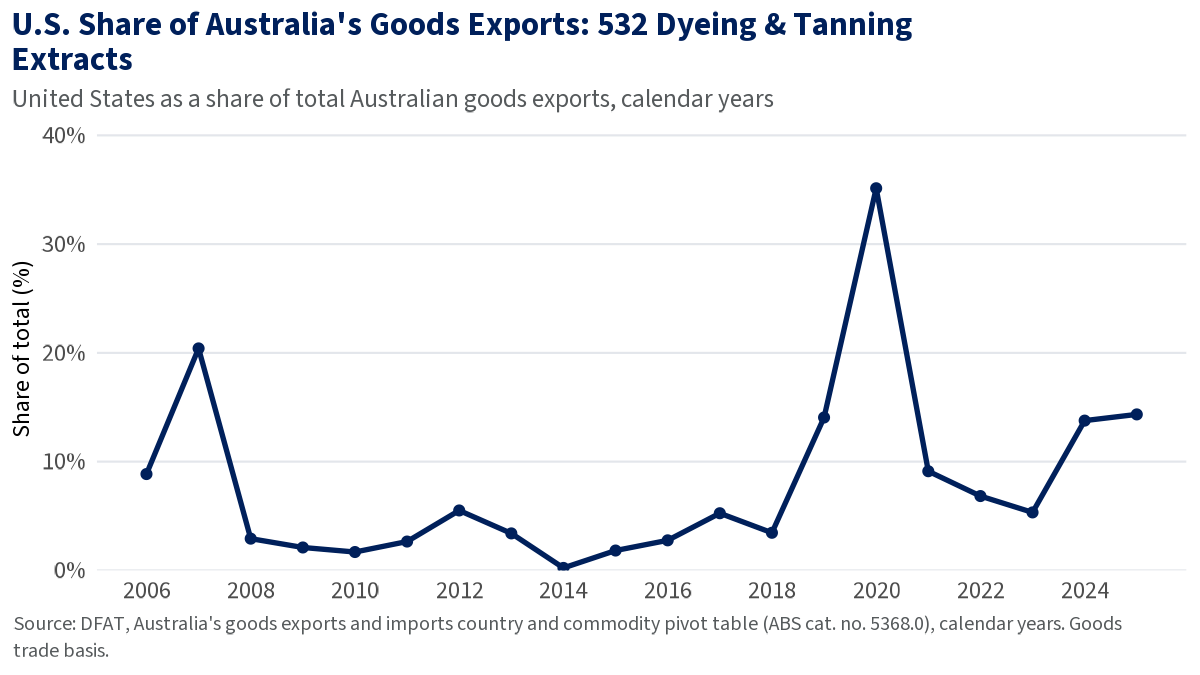 U.S. Share of Australia's Goods Exports: 532 Dyeing & Tanning
Extracts
United States as a share of total Australian goods exports, calendar years
Share of total (%)
40%
30%
20%
10%
0%
2006 2008 2010 2012 2014 2016 2018 2020 2022 2024
Source: DFAT, Australia's goods exports and imports country and commodity pivot table (ABS cat. no. 5368.0), calendar years. Goods
trade basis.